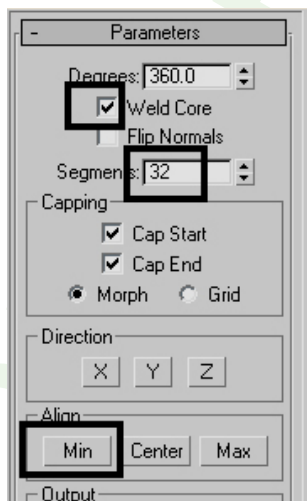 - Parameters
Degrees: 360.0
Weld Core
Flip Normals
Segments: 32
Capping
Cap Start
Cap End
Morph Grid
Direction
X Y Z
Align
Min Center Max
Output